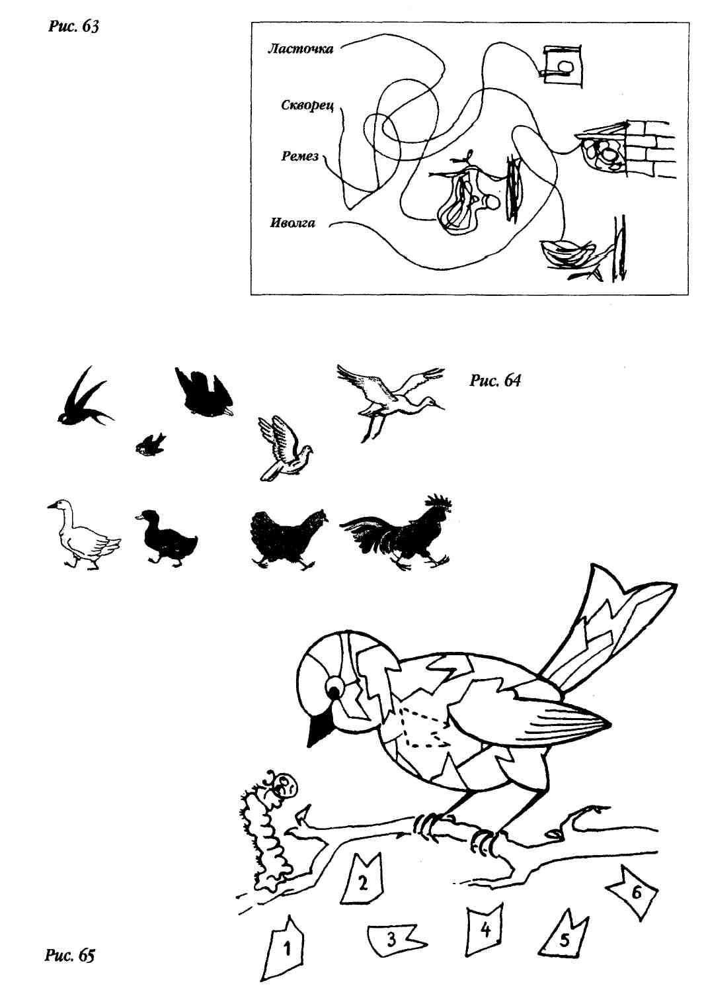 Рис. 63
Ласточка
Скворец
Ремез
Иволга
Рис. 64
2
6
1
3
4
5
Рис. 65